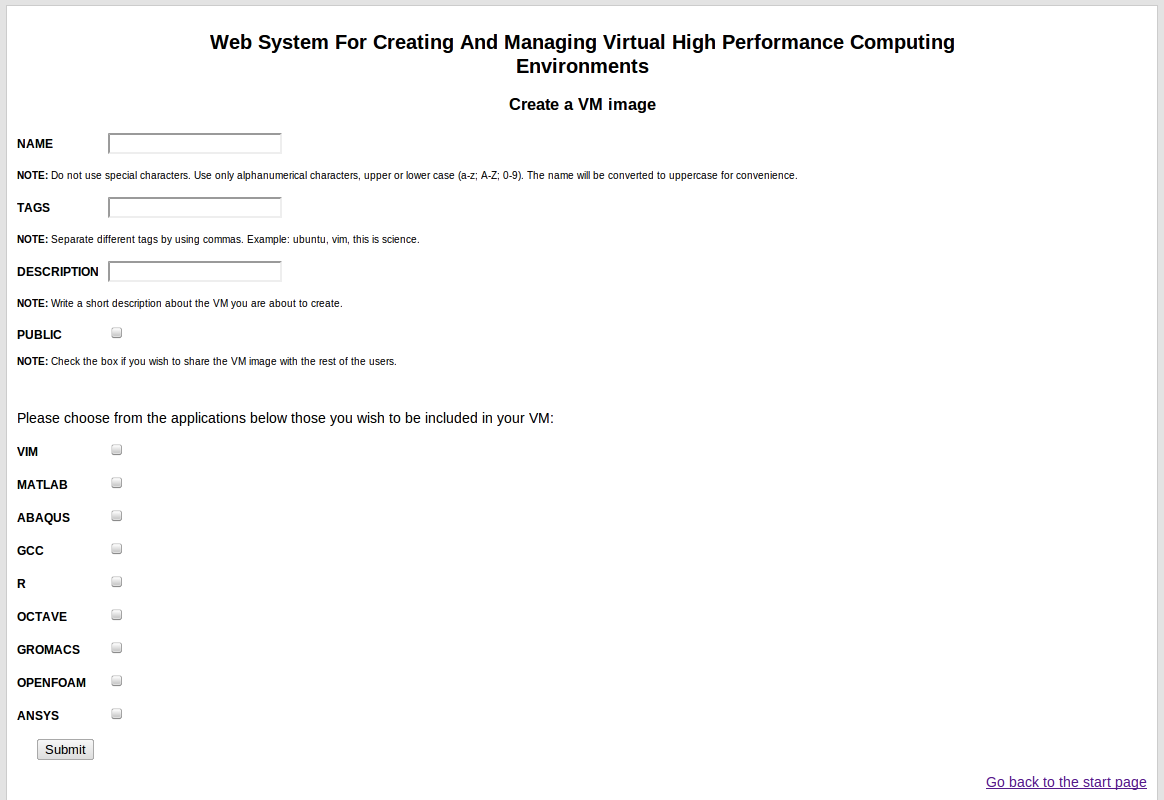 Web System For Creating And Managing Virtual High Performance Computing
Environments
Create a VM image
NAME
NOTE: Do not use special characters. Use only alphanumerical characters, upper or lower case (a-z; A-Z; 0-9). The name will be converted to uppercase for convenience.
TAGS
NOTE: Separate different tags by using commas. Example: ubuntu, vim, this is science.
DESCRIPTION
NOTE: Write a short description about the VM you are about to create.
PUBLIC
NOTE: Check the box if you wish to share the VM image with the rest of the users.
Please choose from the applications below those you wish to be included in your VM:
VIM
MATLAB
ABAQUS
GCC
R
OCTAVE
GROMACS
OPENFOAM
ANSYS
Submit
Go back to the start page